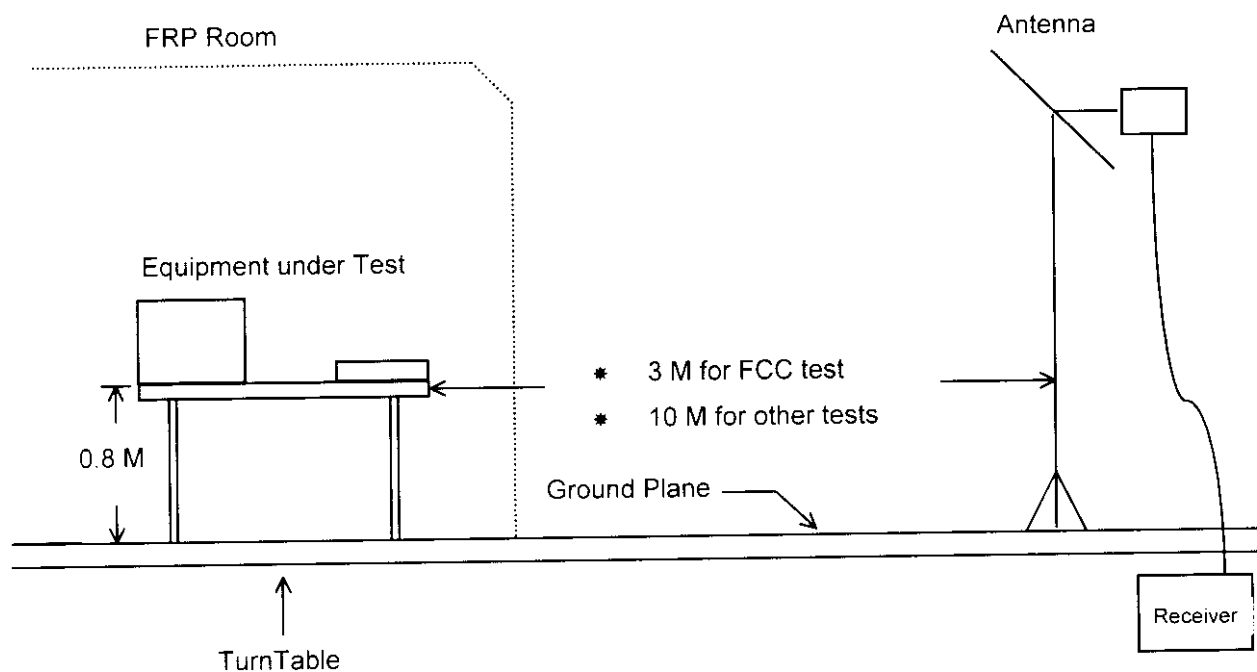 FRP Room
Antenna
Equipment under Test
* 3 M for FCC test
* 10 M for other tests
0.8 M
Ground Plane
Receiver
TurnTable